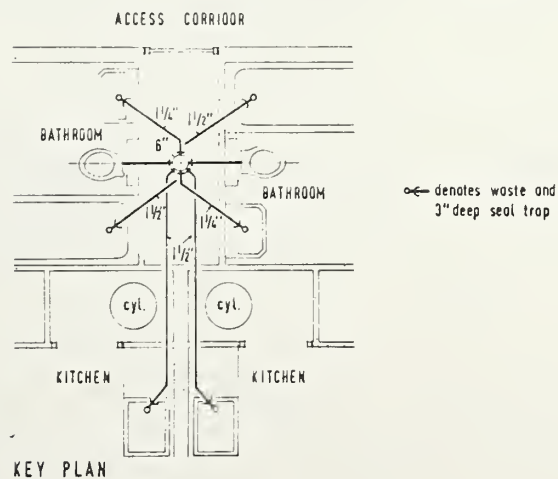 ACCESS CORRIDOR
1¼" 1½"
6"
BATHROOM
BATHROOM
denotes waste and
3" deep seal trap
1½" 1¼"
1½"
cyl. cyl.
KITCHEN KITCHEN
KEY PLAN